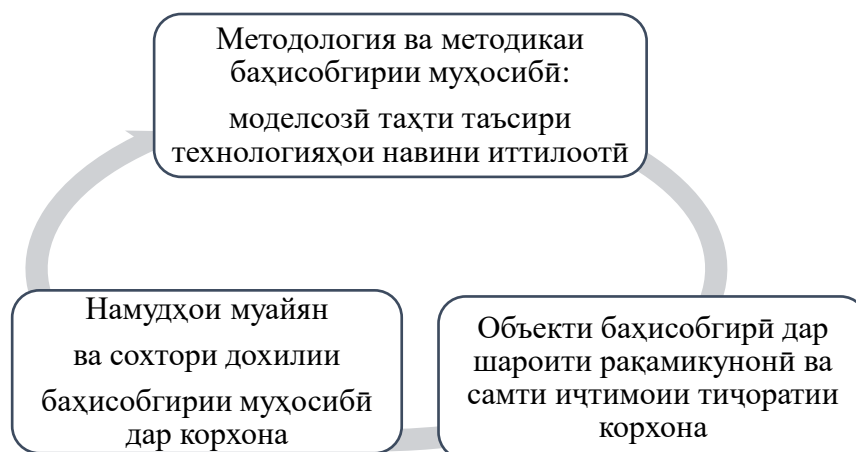 Методология ва методикаи
баҳисобгирии муҳосибӣ:
моделсозӣ таҳти таъсири
технологияҳои навини иттилоотӣ
Намудҳои муайян
ва сохтори дохилии
баҳисобгирии муҳосибӣ
дар корхона
Объекти баҳисобгирӣ дар
шароити рақамикунонӣ ва
самти иҷтимоии тиҷоратии
корхона